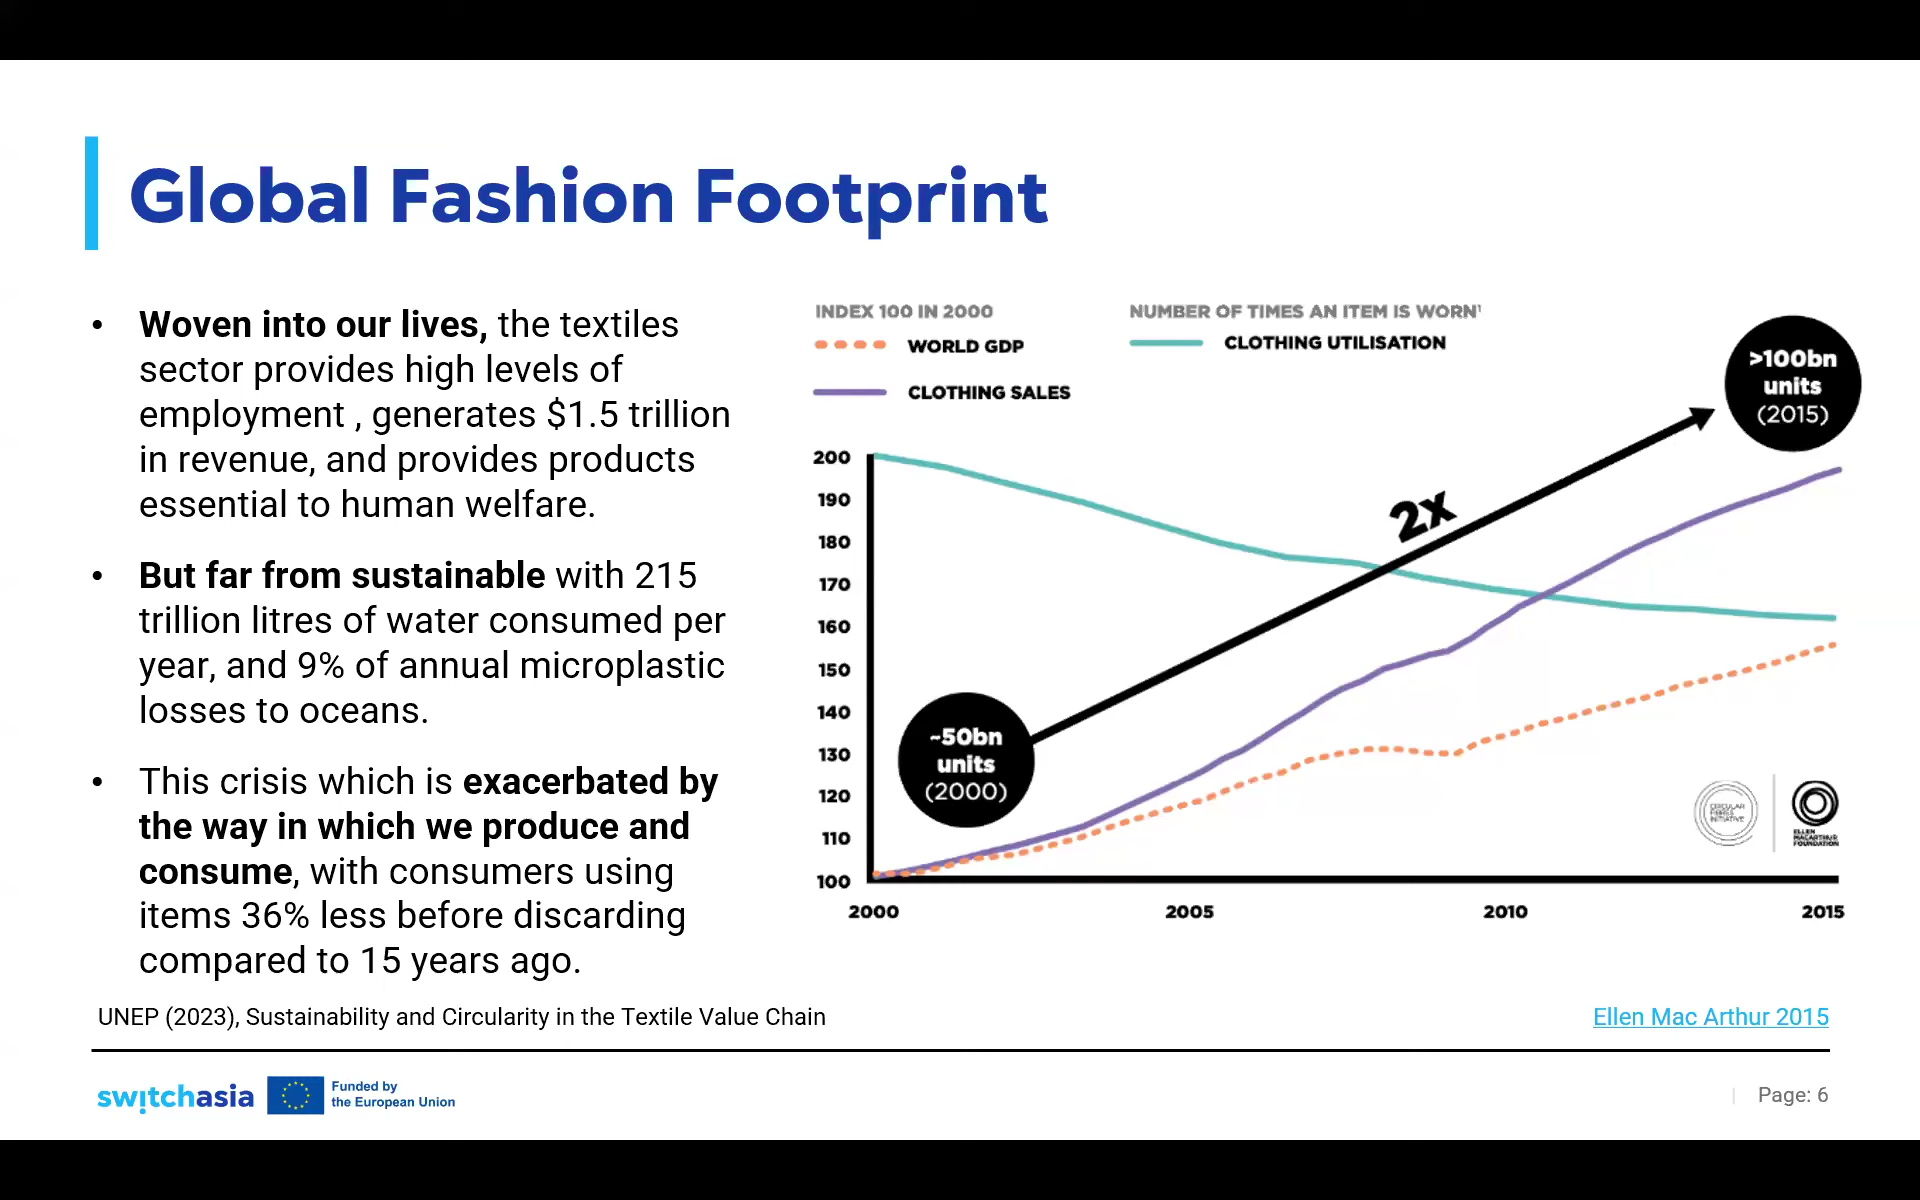 Global Fashion Footprint
• Woven into our lives, the textiles
sector provides high levels of
employment , generates $1.5 trillion
in revenue, and provides products
essential to human welfare.
• But far from sustainable with 215
trillion litres of water consumed per
year, and 9% of annual microplastic
losses to oceans.
• This crisis which is exacerbated by
the way in which we produce and
consume, with consumers using
items 36% less before discarding
compared to 15 years ago.
INDEX 100 IN 2000
WORLD GDP
CLOTHING SALES
NUMBER OF TIMES AN ITEM IS WORN¹
CLOTHING UTILISATION
>100bn
units
(2015)
2x
~50bn
units
(2000)
200
190
180
170
160
150
140
130
120
110
100
2000 2005 2010 2015
CIRCULAR
FIBRES
INITIATIVE
ELLEN
MACARTHUR
FOUNDATION
UNEP (2023), Sustainability and Circularity in the Textile Value Chain
Ellen Mac Arthur 2015
switchasia
Funded by
the European Union
| Page: 6